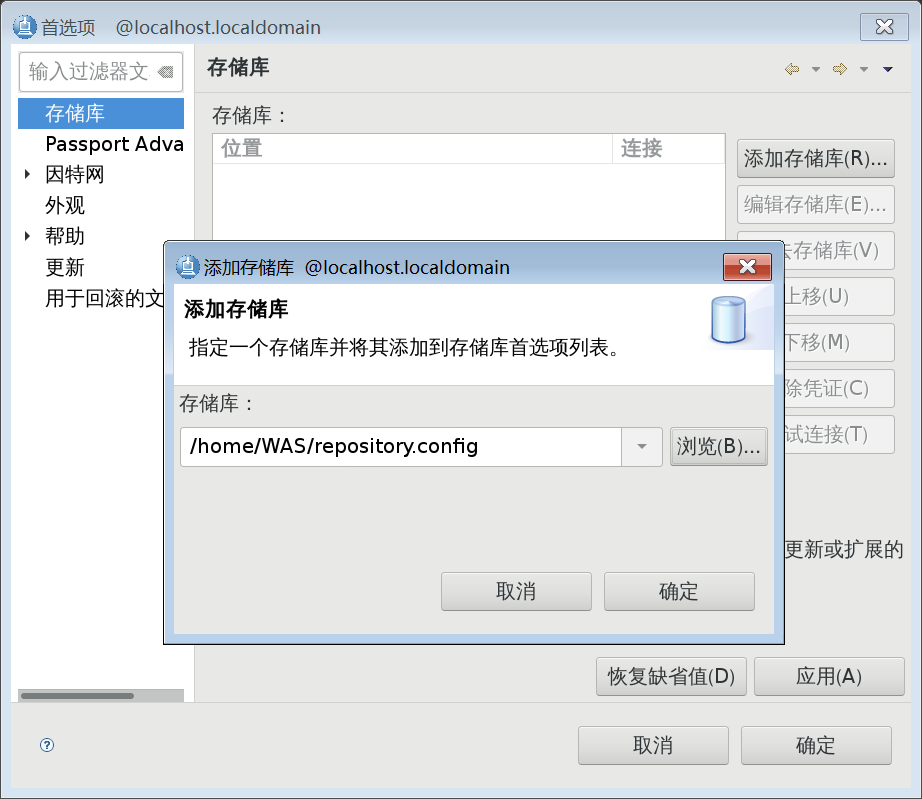 首选项 @localhost.localdomain
输入过滤器文
存储库
Passport Adva
因特网
外观
帮助
更新
用于回滚的文
存储库
存储库：
位置 连接
添加存储库(R)...
编辑存储库(E)...
去存储库(V)
上移(U)
下移(M)
除凭证(C)
试连接(T)
更新或扩展的
添加存储库 @localhost.localdomain
添加存储库
指定一个存储库并将其添加到存储库首选项列表。
存储库：
/home/WAS/repository.config
浏览(B)...
取消 确定
恢复缺省值(D) 应用(A)
取消 确定